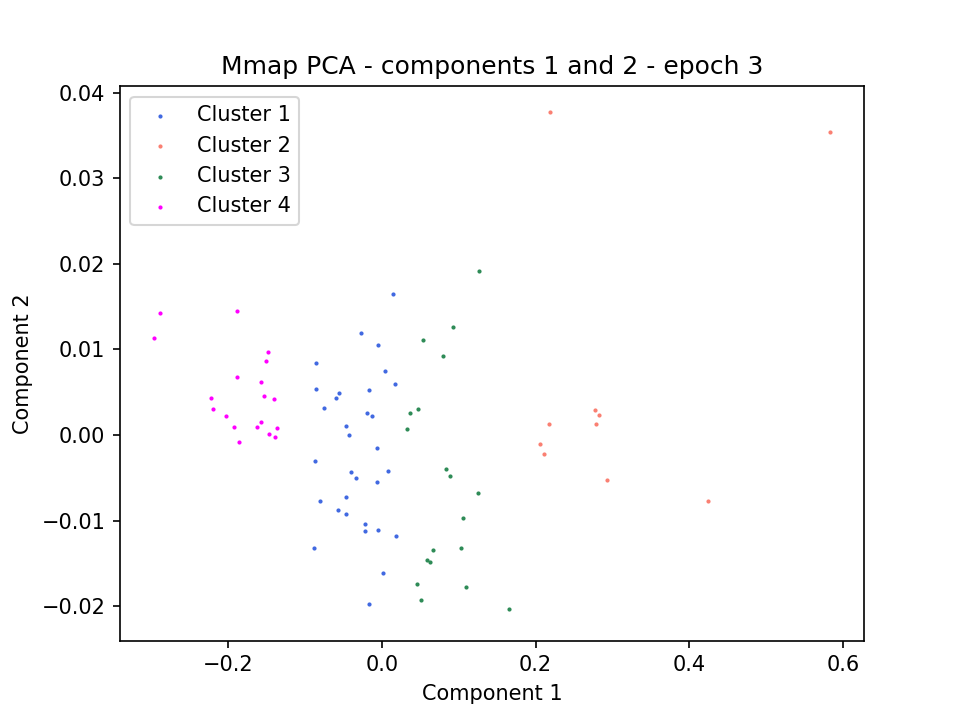 Mmap PCA - components 1 and 2 - epoch 3
Cluster 1
Cluster 2
Cluster 3
Cluster 4
0.04
0.03
0.02
0.01
0.00
−0.01
−0.02
Component 2
−0.2
0.0
0.2
0.4
0.6
Component 1